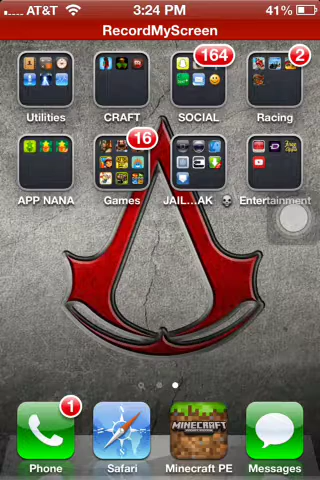 AT&T 3:24 PM 41%
RecordMyScreen
164 2
Utilities CRAFT SOCIAL Racing
16
APP NANA Games JAIL...AK 💀 Entertainment
1
MINECRAFT
Phone Safari Minecraft PE Messages